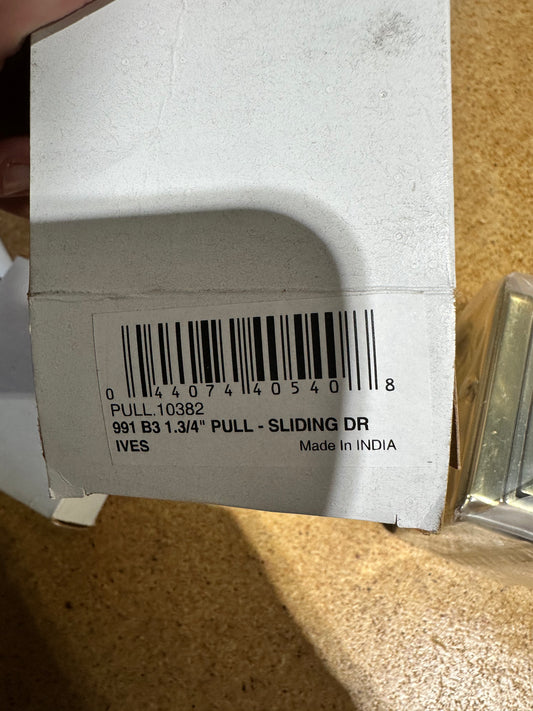 0 44074 40540 8
PULL.10382
991 B3 1.3/4" PULL - SLIDING DR
IVES Made In INDIA